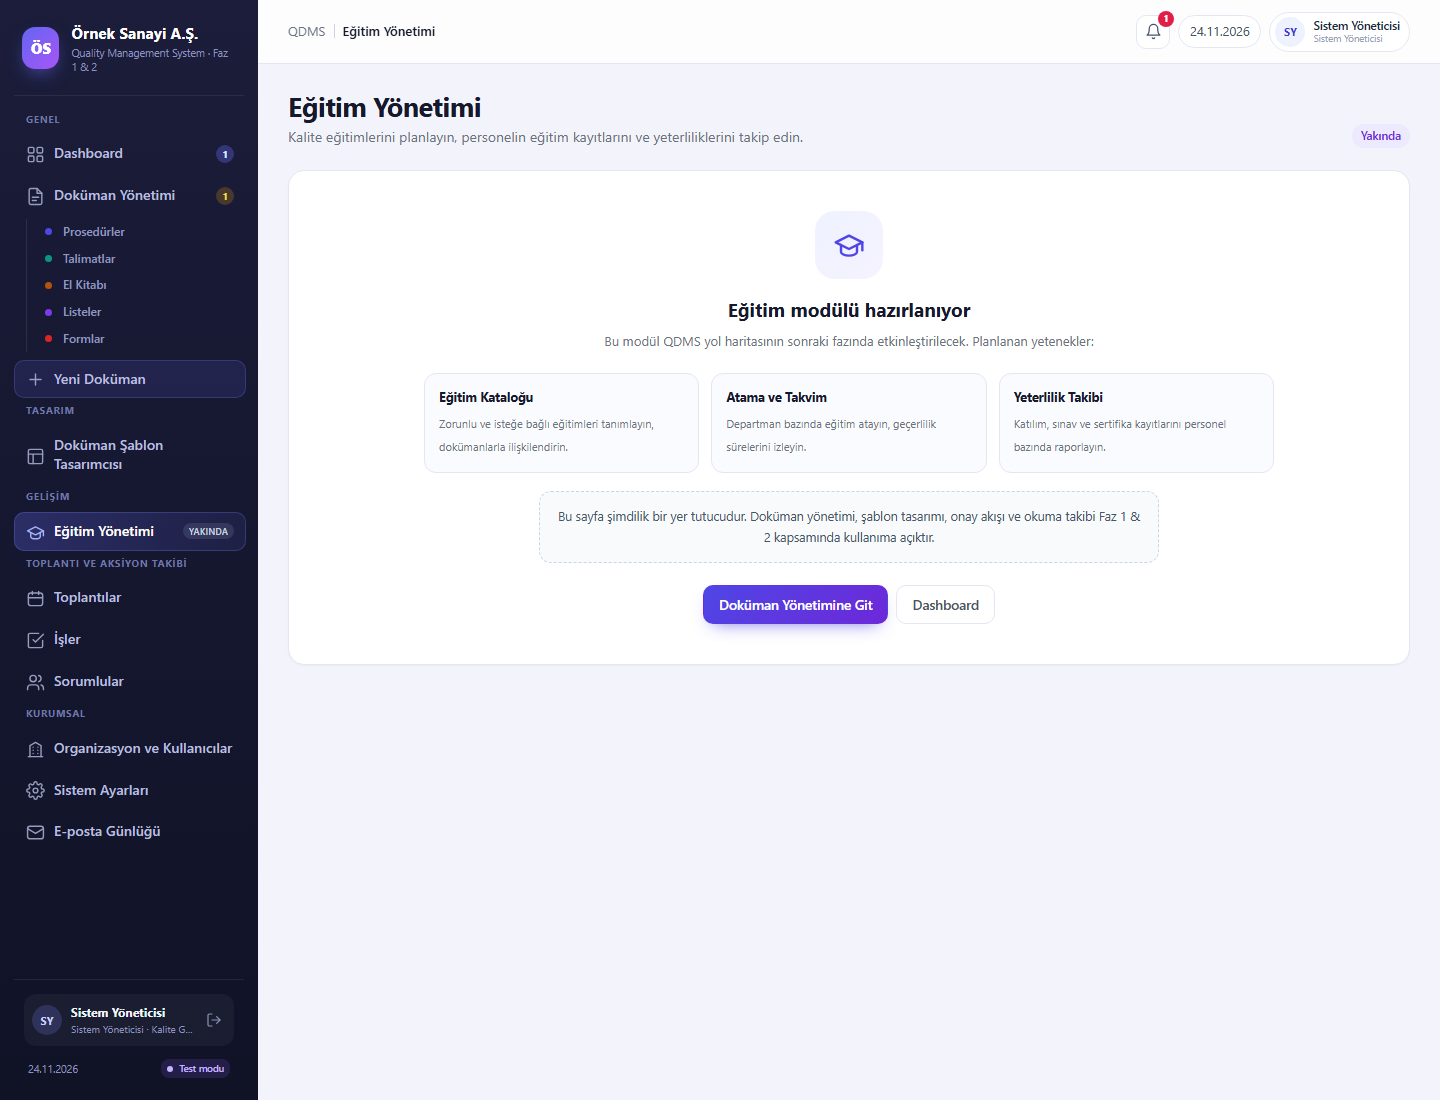 ÖS
Örnek Sanayi A.Ş.
Quality Management System · Faz
1 & 2
GENEL
Dashboard 1
Doküman Yönetimi 1
Prosedürler
Talimatlar
El Kitabı
Listeler
Formlar
Yeni Doküman
TASARIM
Doküman Şablon
Tasarımcısı
GELİŞİM
Eğitim Yönetimi YAKINDA
TOPLANTI VE AKSİYON TAKİBİ
Toplantılar
İşler
Sorumlular
KURUMSAL
Organizasyon ve Kullanıcılar
Sistem Ayarları
E-posta Günlüğü
SY
Sistem Yöneticisi
Sistem Yöneticisi · Kalite G...
24.11.2026 Test modu
QDMS Eğitim Yönetimi
1
24.11.2026
SY
Sistem Yöneticisi
Sistem Yöneticisi
Eğitim Yönetimi
Kalite eğitimlerini planlayın, personelin eğitim kayıtlarını ve yeterliliklerini takip edin.
Yakında
Eğitim modülü hazırlanıyor
Bu modül QDMS yol haritasının sonraki fazında etkinleştirilecek. Planlanan yetenekler:
Eğitim Kataloğu
Zorunlu ve isteğe bağlı eğitimleri tanımlayın,
dokümanlarla ilişkilendirin.
Atama ve Takvim
Departman bazında eğitim atayın, geçerlilik
sürelerini izleyin.
Yeterlilik Takibi
Katılım, sınav ve sertifika kayıtlarını personel
bazında raporlayın.
Bu sayfa şimdilik bir yer tutucudur. Doküman yönetimi, şablon tasarımı, onay akışı ve okuma takibi Faz 1 &
2 kapsamında kullanıma açıktır.
Doküman Yönetimine Git
Dashboard